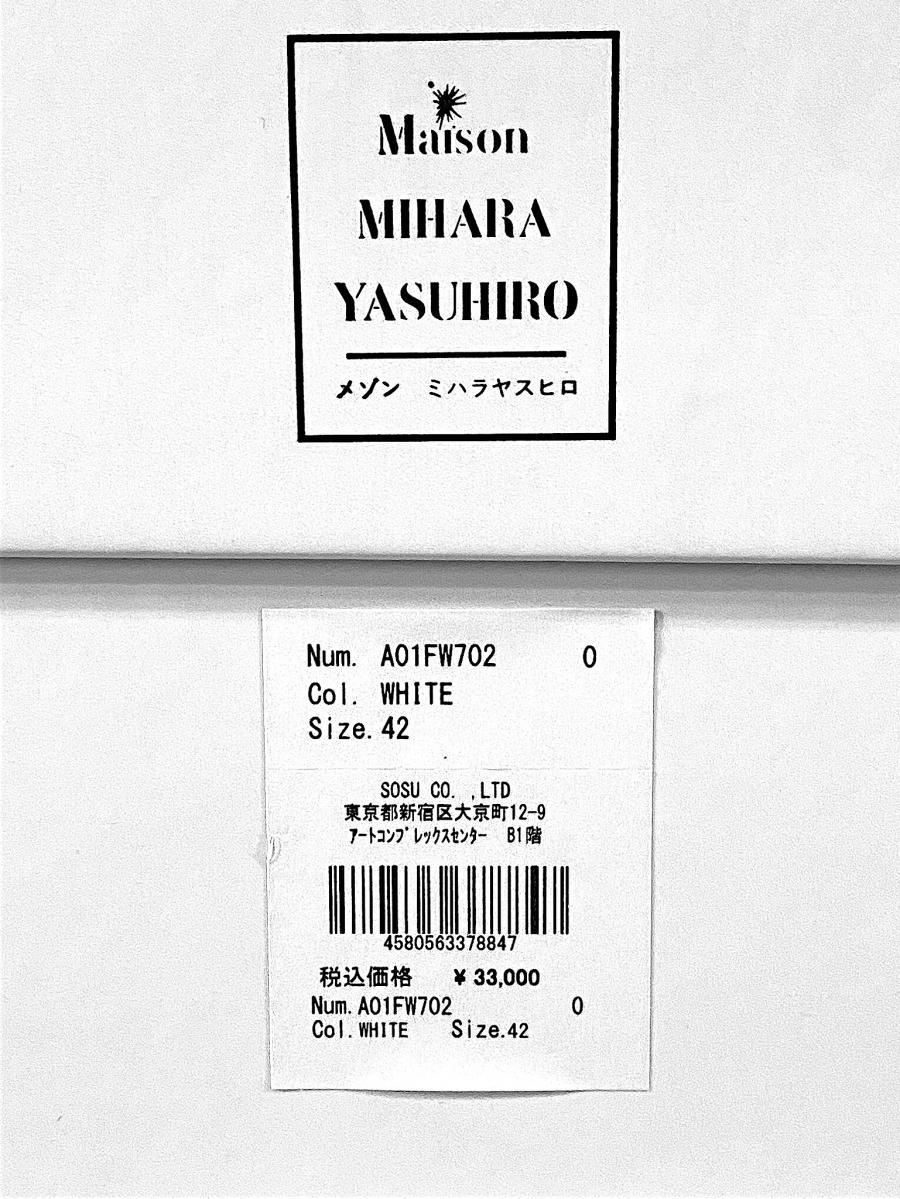 Maison
MIHARA
YASUHIRO
メゾン ミハラヤスヒロ
Num. A01FW702 0
Col. WHITE
Size. 42
SOSU CO. ,LTD
東京都新宿区大京町12-9
ｱｰﾄｺﾝﾌﾟﾚｯｸｽｾﾝﾀｰ B1階
4580563378847
税込価格 ¥ 33,000
Num. A01FW702 0
Col. WHITE Size. 42